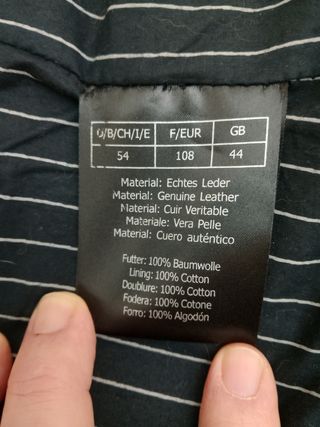 D/B/CH/I/E F/EUR GB
54 108 44
Material: Echtes Leder
Material: Genuine Leather
Material: Cuir Veritable
Materiale: Vera Pelle
Material: Cuero auténtico
Futter: 100% Baumwolle
Lining: 100% Cotton
Doublure: 100% Cotton
Fodera: 100% Cotone
Forro: 100% Algodón